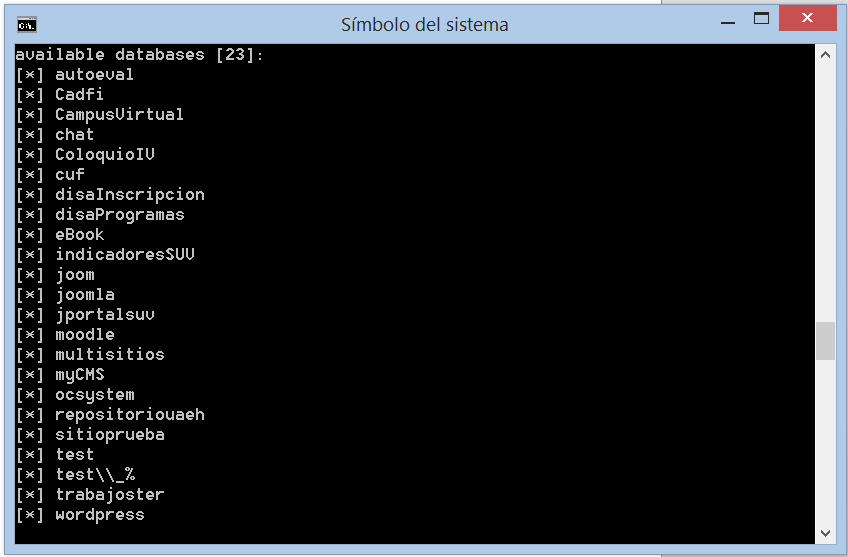 Símbolo del sistema
available databases [23]:
[*] autoeval
[*] Cadfi
[*] CampusVirtual
[*] chat
[*] ColoquioIV
[*] cuf
[*] disaInscripcion
[*] disaProgramas
[*] eBook
[*] indicadoresSUV
[*] joom
[*] joomla
[*] jportalsuv
[*] moodle
[*] multisitios
[*] myCMS
[*] ocsystem
[*] repositoriouaeh
[*] sitioprueba
[*] test
[*] test\\_%
[*] trabajoster
[*] wordpress